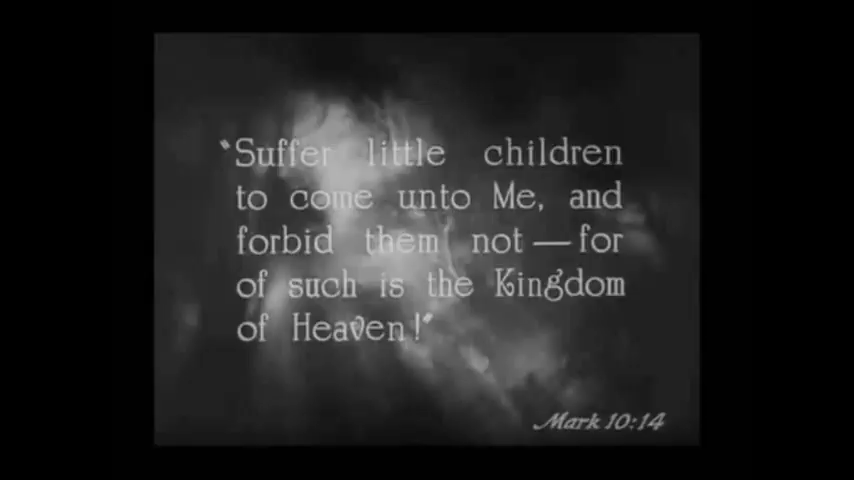 "Suffer little children
to come unto Me, and
forbid them not — for
of such is the Kingdom
of Heaven!"
Mark 10:14